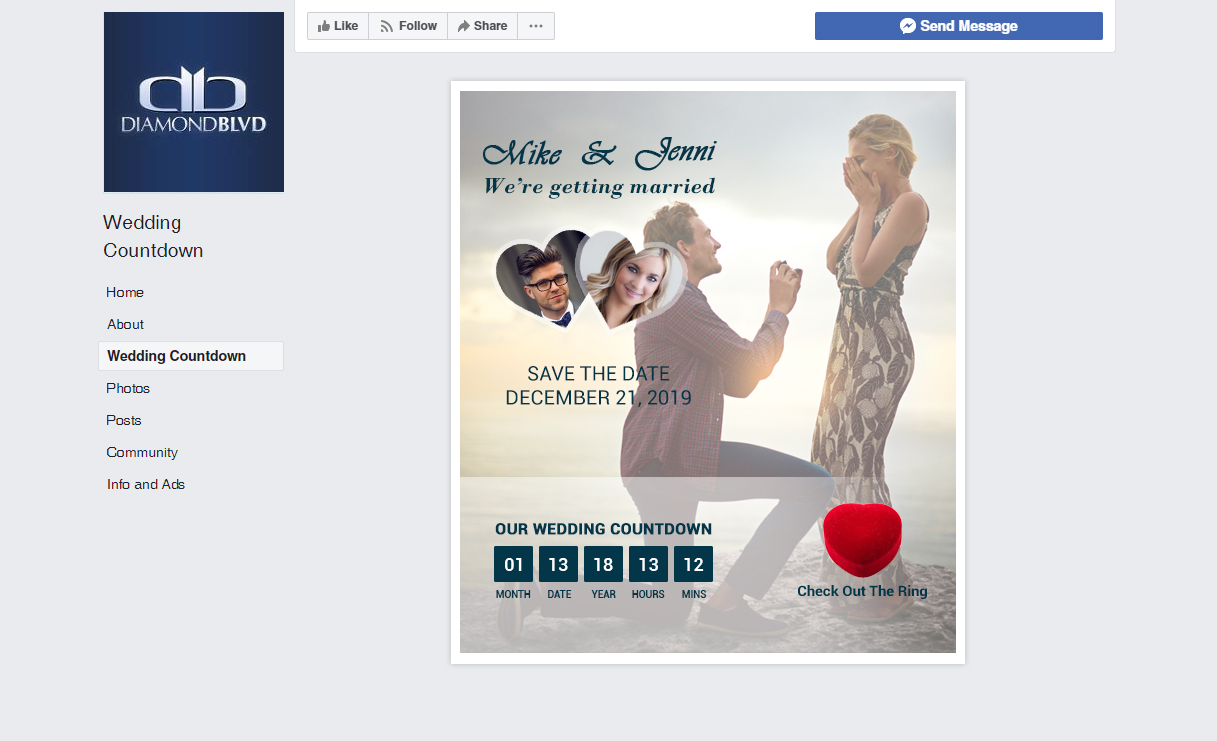 Like Follow Share ...
Send Message
db
DIAMONDBLVD
Wedding
Countdown
Home
About
Wedding Countdown
Photos
Posts
Community
Info and Ads
Mike & Jenni
We're getting married
SAVE THE DATE
DECEMBER 21, 2019
OUR WEDDING COUNTDOWN
01 13 18 13 12
MONTH DATE YEAR HOURS MINS
Check Out The Ring